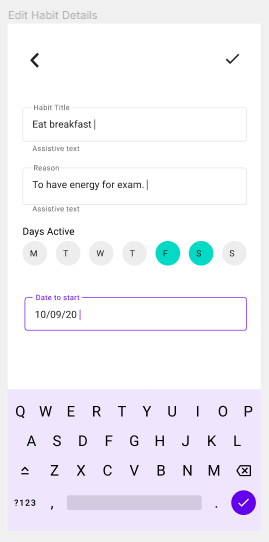 Edit Habit Details
Habit Title
Eat breakfast
Assistive text
Reason
To have energy for exam.
Assistive text
Days Active
M T W T F S S
Date to start
10/09/20
Q W E R T Y U I O P
A S D F G H J K L
Z X C V B N M
?123 , .